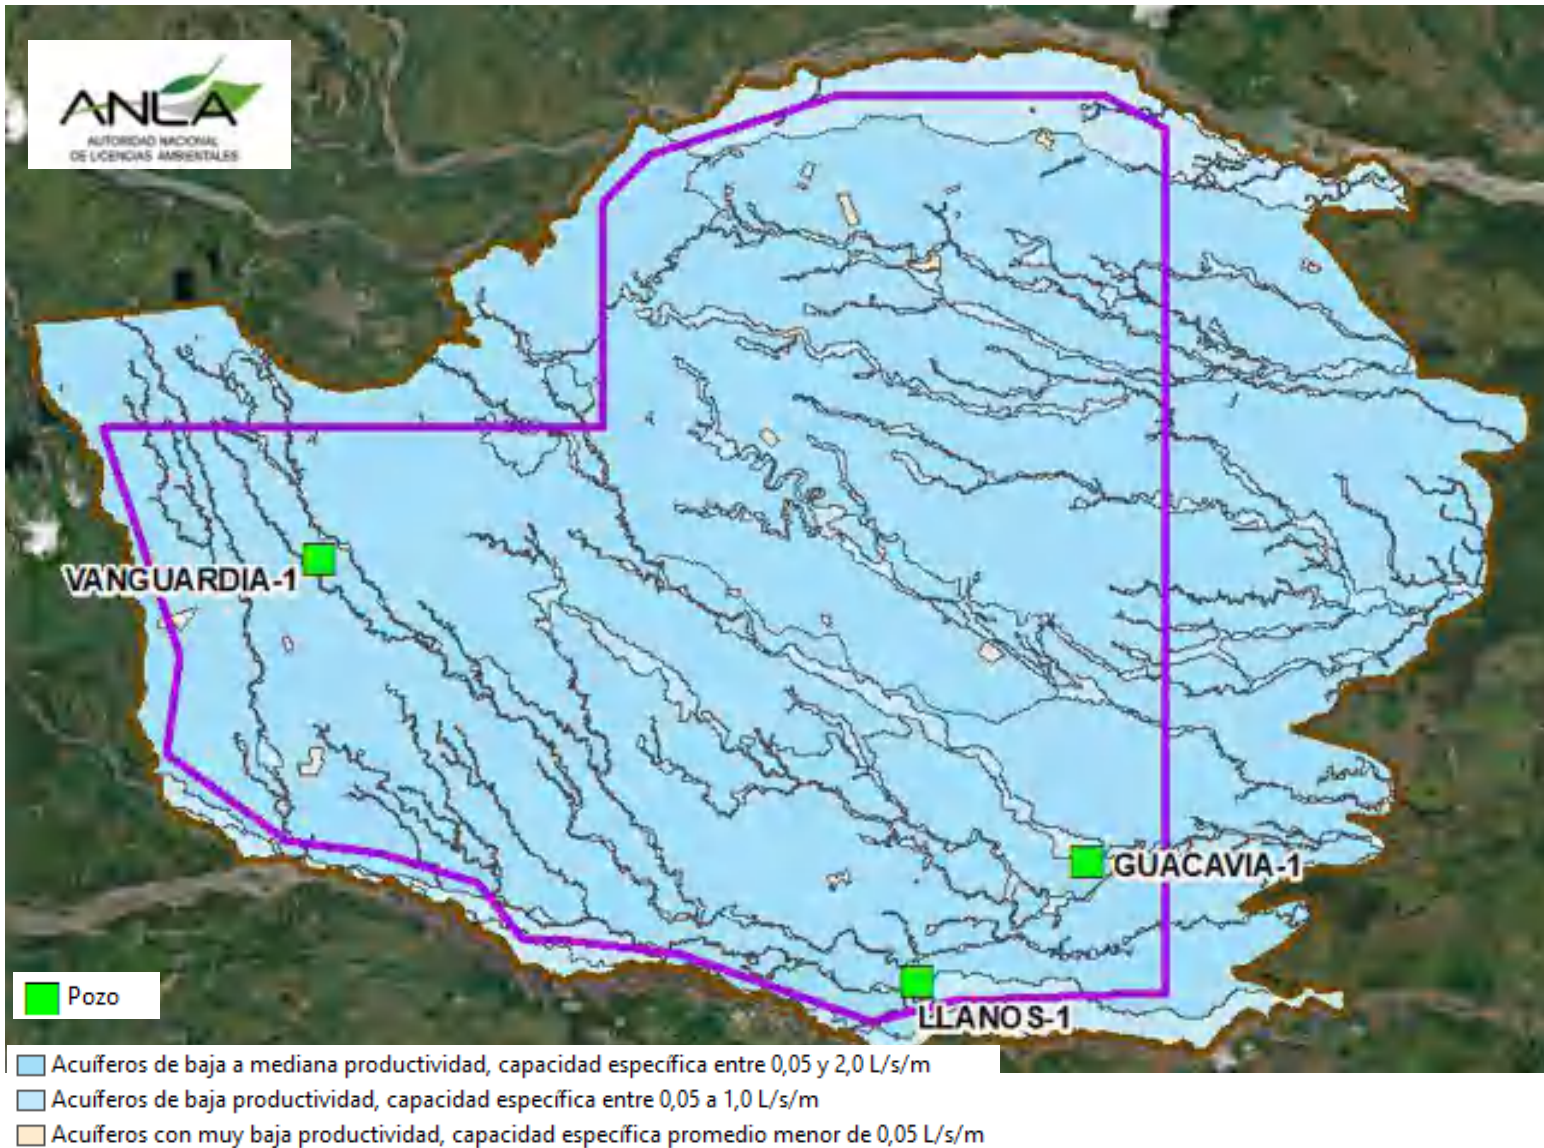 ANLA
AUTORIDAD NACIONAL
DE LICENCIAS AMBIENTALES
VANGUARDIA-1
GUACAVIA-1
LLANOS-1
Pozo
Acuíferos de baja a mediana productividad, capacidad específica entre 0,05 y 2,0 L/s/m
Acuíferos de baja productividad, capacidad específica entre 0,05 a 1,0 L/s/m
Acuíferos con muy baja productividad, capacidad específica promedio menor de 0,05 L/s/m